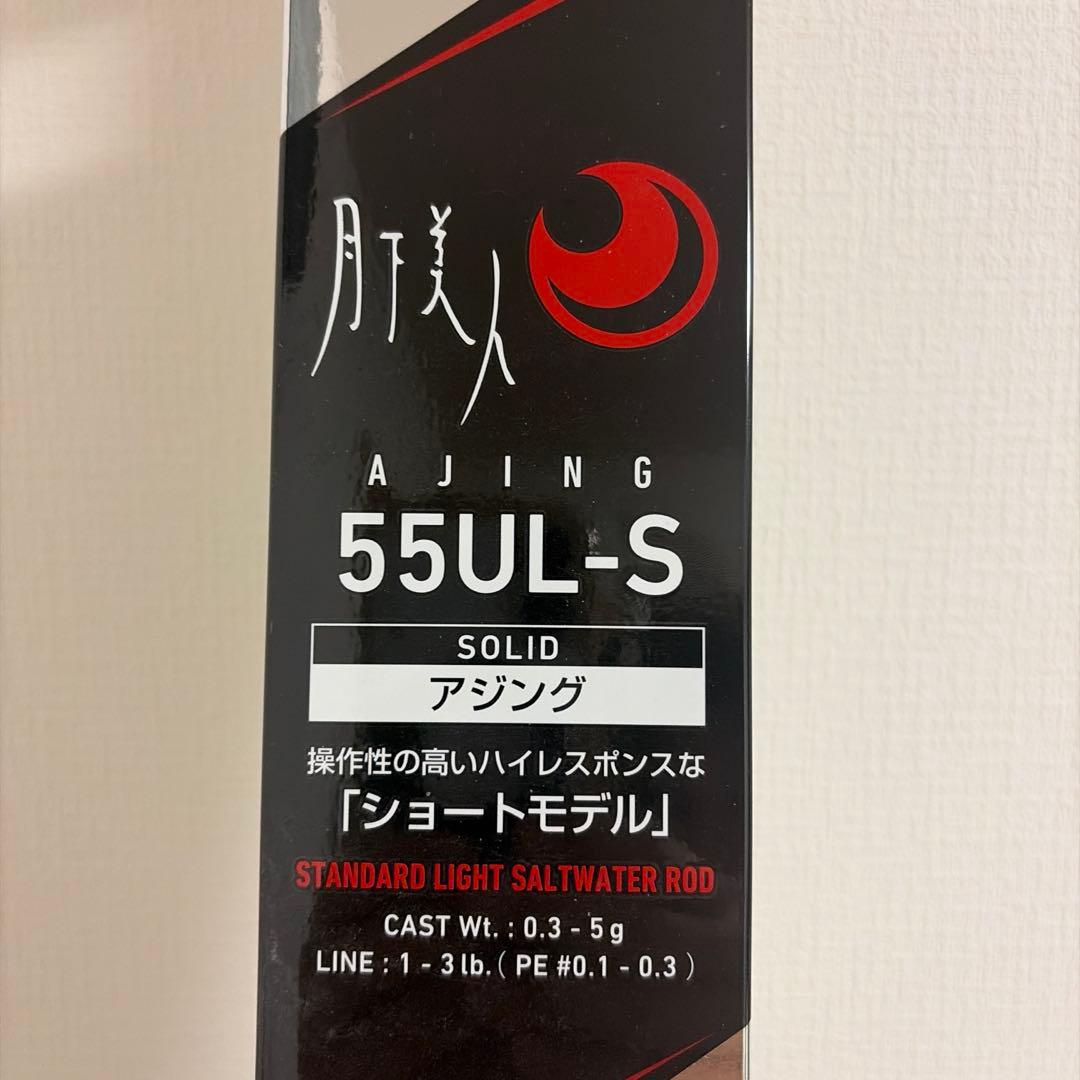 月下美人
AJING
55UL-S
SOLID
アジング
操作性の高いハイレスポンスな
「ショートモデル」
STANDARD LIGHT SALTWATER ROD
CAST Wt. : 0.3 - 5g
LINE : 1 - 3lb. ( PE #0.1 - 0.3 )